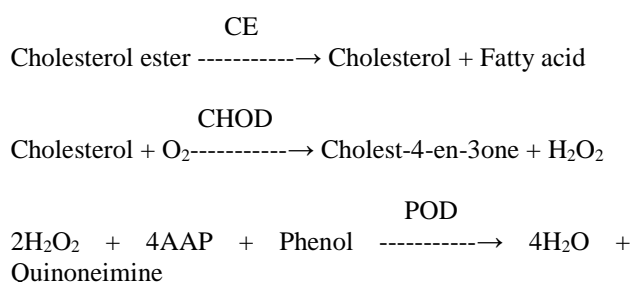 CE
Cholesterol ester -----------→ Cholesterol + Fatty acid
CHOD
Cholesterol + O₂-----------→ Cholest-4-en-3one + H₂O₂
POD
2H₂O₂ + 4AAP + Phenol -----------→ 4H₂O +
Quinoneimine